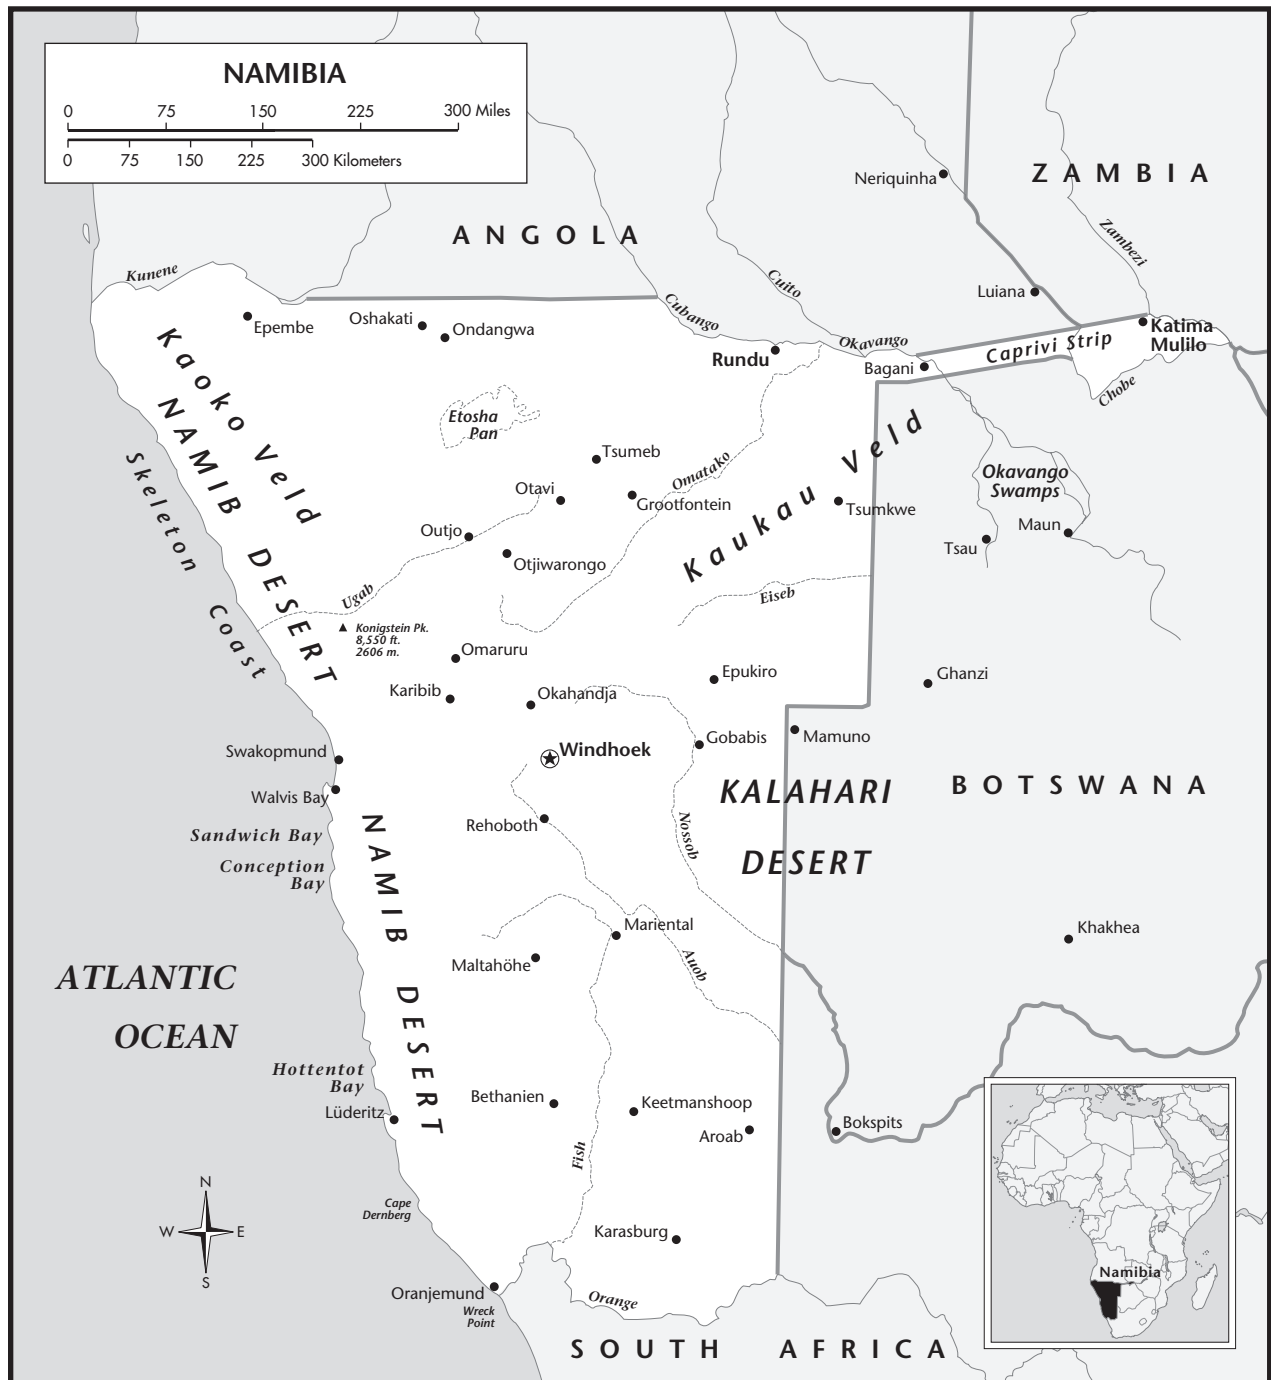 NAMIBIA
0 75 150 225 300 Miles
0 75 150 225 300 Kilometers
ZAMBIA
Neriquinha
Zambezi
ANGOLA
Kunene
Cuito
Luiana
Cubango
Epembe
Oshakati
Ondangwa
Okavango
Katima
Mulilo
Caprivi Strip
Rundu
Bagani
Chobe
Kaoko Veld
NAMIB DESERT
Skeleton Coast
Etosha
Pan
Kaukau Veld
Tsumeb
Omatako
Okavango
Swamps
Otavi
Grootfontein
Tsumkwe
Maun
Outjo
Tsau
Otjiwarongo
Ugab
Eiseb
Konigstein Pk.
8,550 ft.
2606 m.
Omaruru
Epukiro
Ghanzi
Karibib
Okahandja
Swakopmund
Windhoek
Gobabis
Mamuno
Walvis Bay
KALAHARI
DESERT
BOTSWANA
Rehoboth
Sandwich Bay
Nossob
Conception
Bay
NAMIB DESERT
Mariental
Khakhea
Maltahöhe
Auob
ATLANTIC
OCEAN
Hottentot
Bay
Lüderitz
Bethanien
Keetmanshoop
Aroab
Bokspits
Fish
N
W E
S
Cape
Dernberg
Karasburg
Namibia
Oranjemund
Orange
Wreck
Point
SOUTH AFRICA